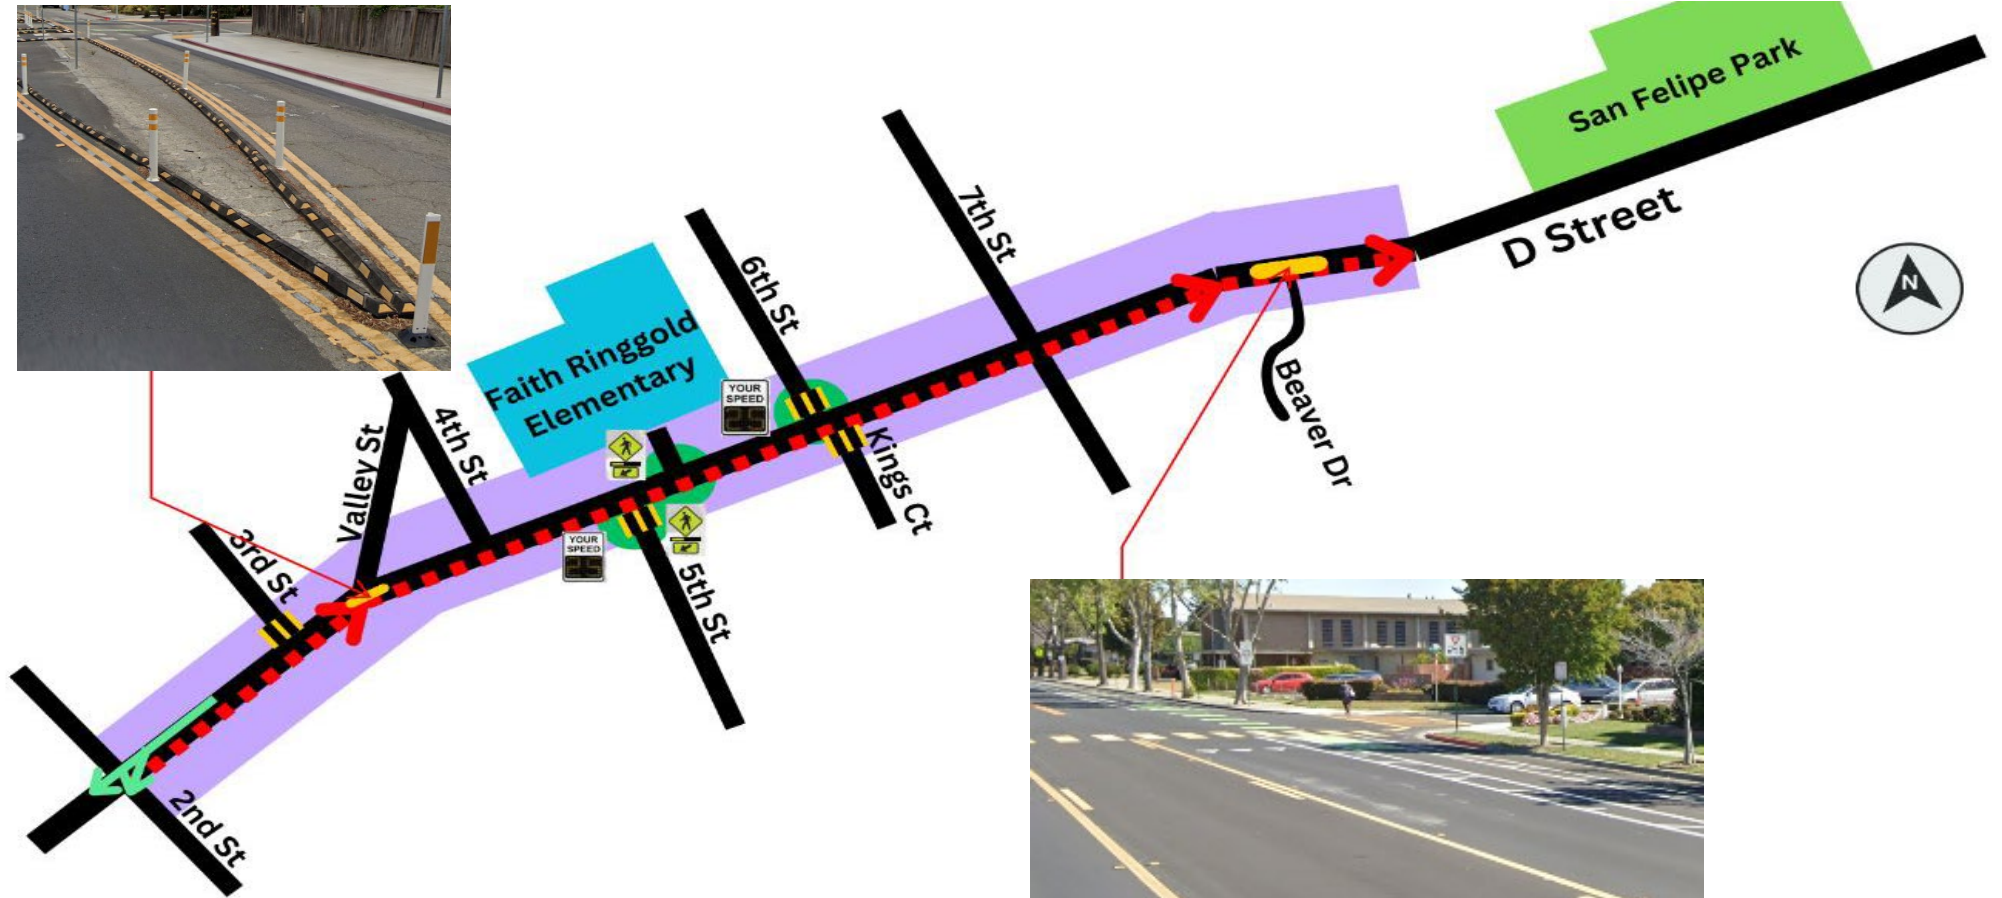 San Felipe Park
D Street
N
7th St
6th St
Faith Ringgold
Elementary
YOUR
SPEED
25
Beaver Dr
Kings Ct
4th St
Valley St
3rd St
YOUR
SPEED
25
5th St
2nd St